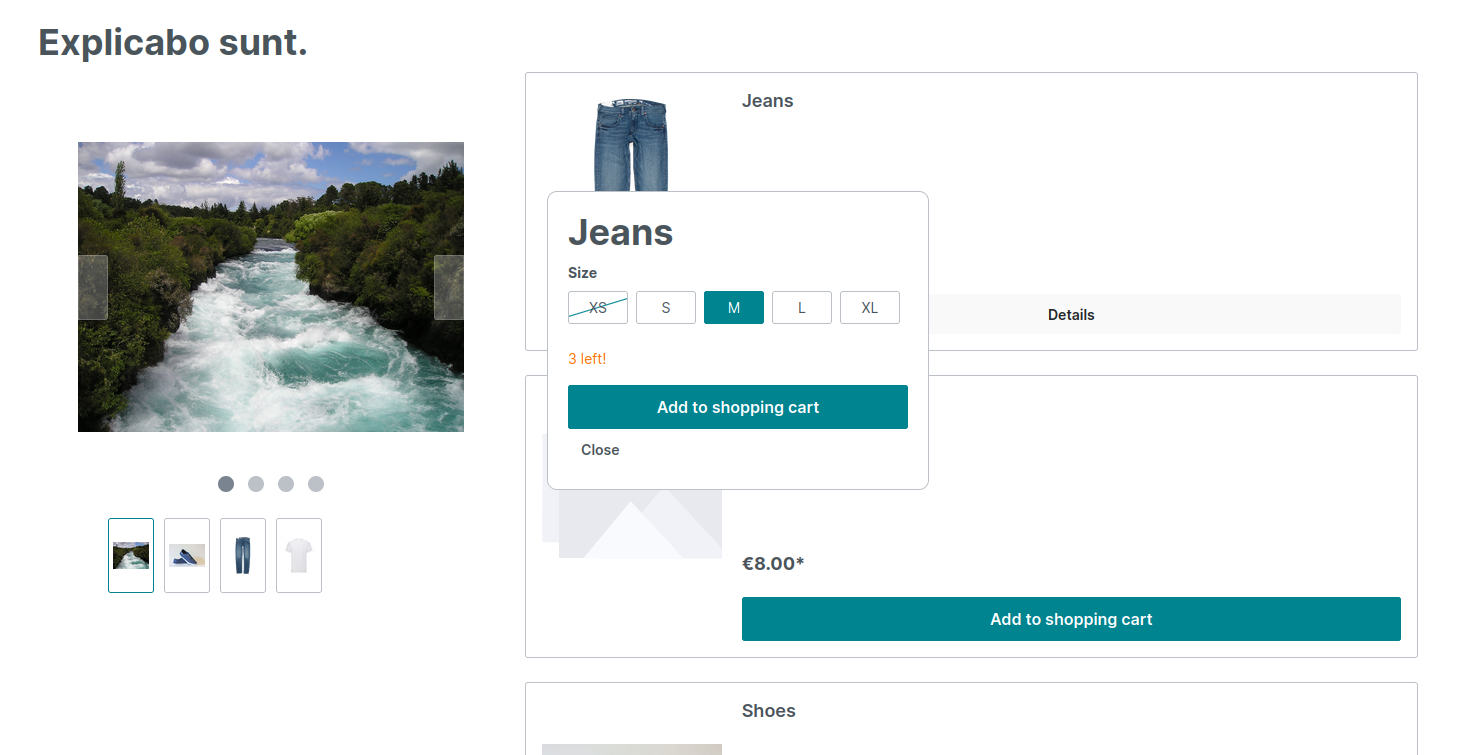 Explicabo sunt.
Jeans
Jeans
Size
XS S M L XL
Details
3 left!
Add to shopping cart
Close
€8.00*
Add to shopping cart
Shoes